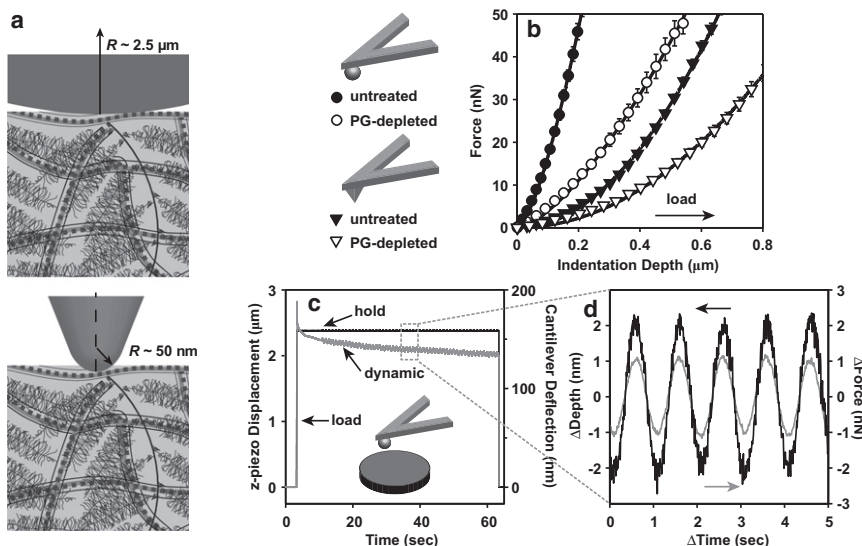 a
R ~ 2.5 μm
R ~ 50 nm
untreated
PG-depleted
untreated
PG-depleted
b
50
40
30
20
10
0
Force (nN)
load
0 0.2 0.4 0.6 0.8
Indentation Depth (μm)
c
3
2
1
0
z-piezo Displacement (μm)
hold
dynamic
load
200
100
0
Cantilever Deflection (nm)
0 20 40 60
Time (sec)
d
2
1
0
-1
-2
ΔDepth (nm)
3
2
1
0
-1
-2
-3
ΔForce (nN)
0 1 2 3 4 5
ΔTime (sec)